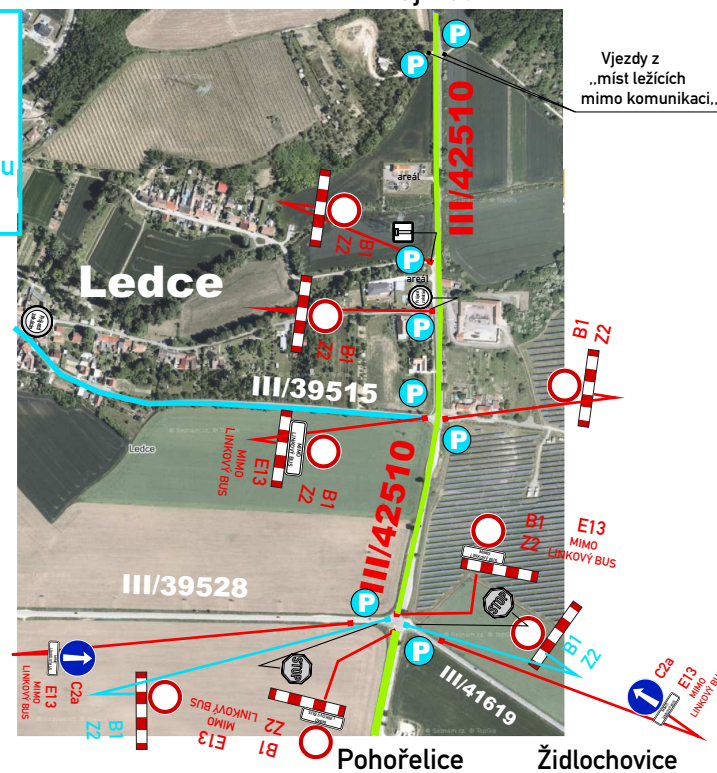 P
P
Vjezdy z
„míst ležících
mimo komunikaci„
u
III/42510
areál
B1
Z2
P
areál
Ledce
B1
Z2
P
B1
Z2
III/39515
P
P
Ledce
MIMO
LINKOVÝ BUS
E13
MIMO
LINKOVÝ BUS
B1
Z2
III/42510
B1
Z2
E13
MIMO
LINKOVÝ BUS
III/39528
P
STOP
B1
Z2
P
STOP
III/41619
C2a
E13
MIMO
LINKOVÝ BUS
B1
Z2
B1
Z2
E13
MIMO
LINKOVÝ BUS
C2a
E13
MIMO
LINKOVÝ BUS
Pohořelice
Židlochovice